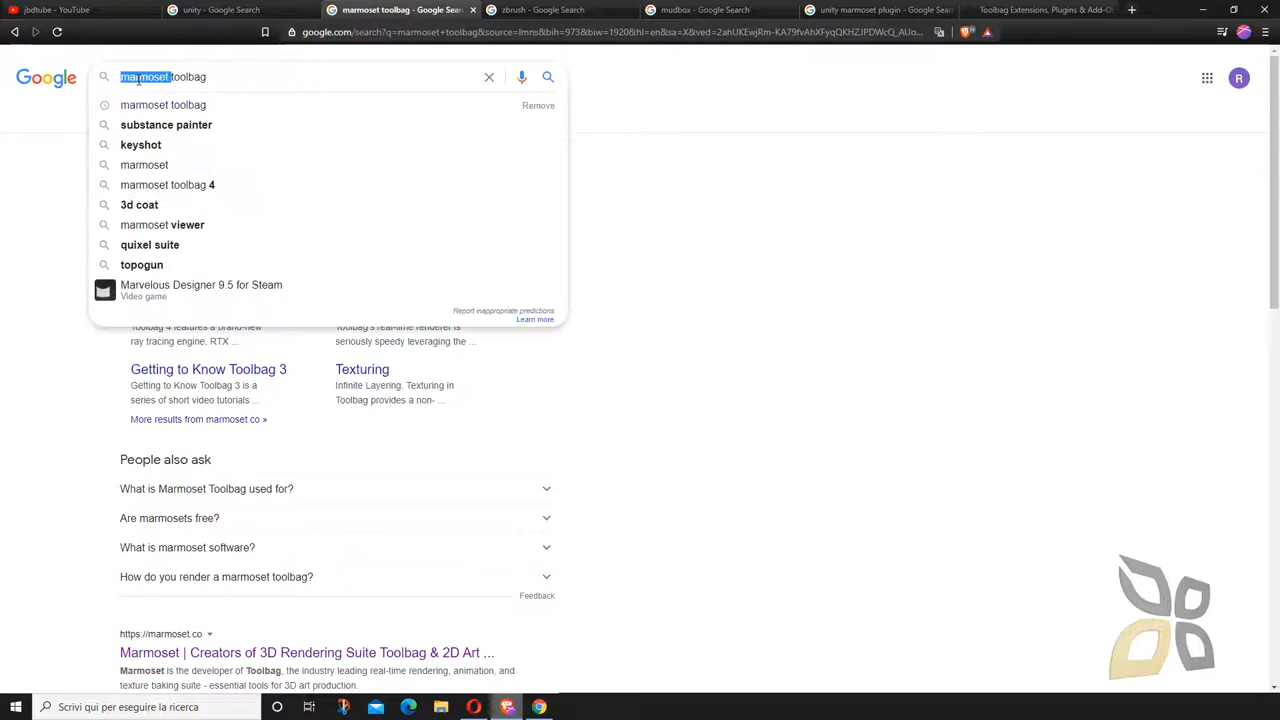 jbdtube - YouTube
unity - Google Search
marmoset toolbag - Google Sear
zbrush - Google Search
mudbox - Google Search
unity marmoset plugin - Google Sear
Toolbag Extensions, Plugins & Add-C
google.com/search?q=marmoset+toolbag&source=lmns&bih=973&biw=1920&hl=en&sa=X&ved=2ahUKEwjRm-KA79fvAhXFyqQKHZJDWcQ_AUo...
Google
marmoset toolbag
R
marmoset toolbag
Remove
substance painter
keyshot
marmoset
marmoset toolbag 4
3d coat
marmoset viewer
quixel suite
topogun
Marvelous Designer 9.5 for Steam
Video game
Report inappropriate predictions
Learn more
Toolbag 4 features a brand-new
ray tracing engine, RTX ...
Toolbag's real-time renderer is
seriously speedy leveraging the ...
Getting to Know Toolbag 3
Getting to Know Toolbag 3 is a
series of short video tutorials ...
Texturing
Infinite Layering. Texturing in
Toolbag provides a non- ...
More results from marmoset.co »
People also ask
What is Marmoset Toolbag used for?
Are marmosets free?
What is marmoset software?
How do you render a marmoset toolbag?
Feedback
https://marmoset.co
Marmoset | Creators of 3D Rendering Suite Toolbag & 2D Art ...
Marmoset is the developer of Toolbag, the industry leading real-time rendering, animation, and
texture baking suite - essential tools for 3D art production.
Scrivi qui per eseguire la ricerca